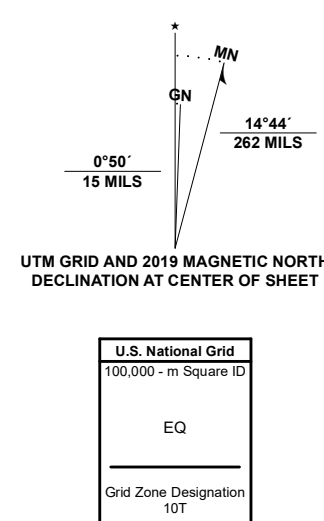 ★
MN
GN
14°44´
262 MILS
0°50´
15 MILS
UTM GRID AND 2019 MAGNETIC NORTH
DECLINATION AT CENTER OF SHEET
U.S. National Grid
100,000 - m Square ID
EQ
Grid Zone Designation
10T